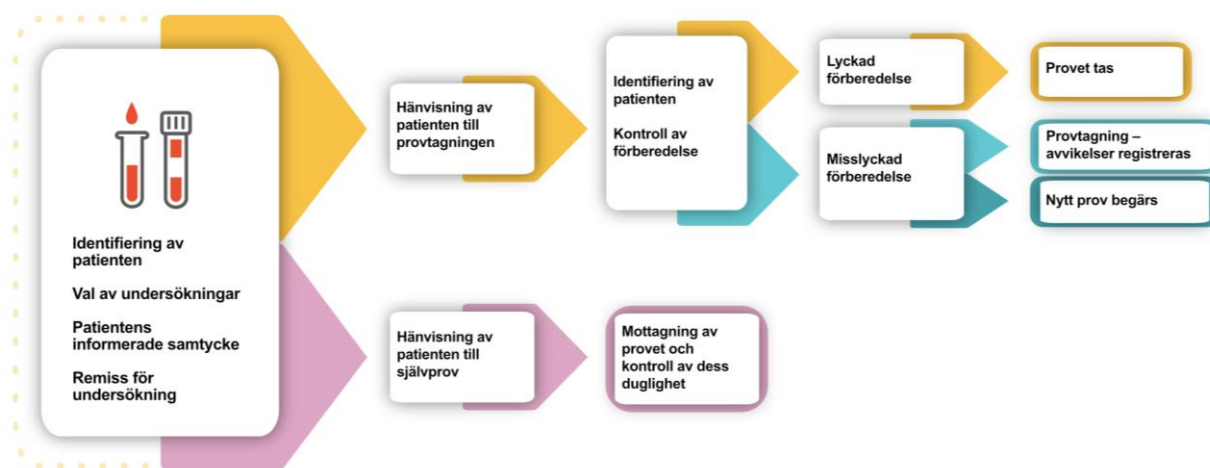 Identifiering av
patienten
Val av undersökningar
Patientens
informerade samtycke
Remiss för
undersökning
Hänvisning av
patienten till
provtagningen
Identifiering av
patienten
Kontroll av
förberedelse
Lyckad
förberedelse
Provet tas
Misslyckad
förberedelse
Provtagning –
avvikelser registreras
Nytt prov begärs
Hänvisning av
patienten till
självprov
Mottagning av
provet och
kontroll av dess
duglighet